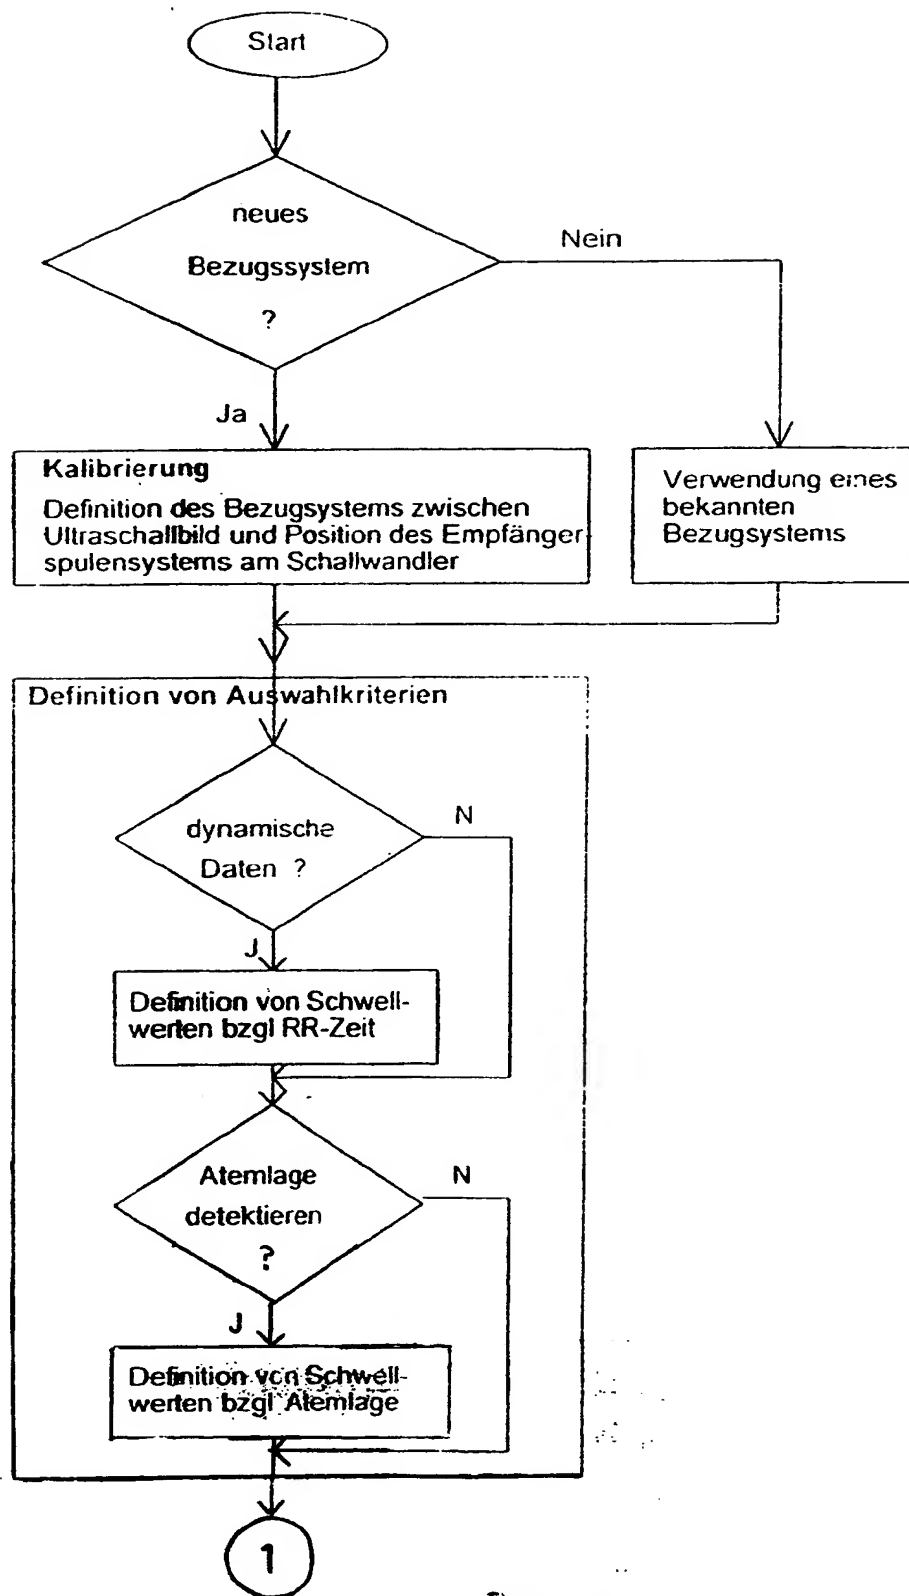 Start
neues
Bezugssystem
?
Nein
Ja
Kalibrierung
Definition des Bezugsystems zwischen
Ultraschallbild und Position des Empfänger-
spulensystems am Schallwandler
Verwendung eines
bekannten
Bezugsystems
Definition von Auswahlkriterien
dynamische
Daten ?
N
J
Definition von Schwell-
werten bzgl RR-Zeit
Atemlage
detektieren
?
N
J
Definition von Schwell-
werten bzgl Atemlage
1